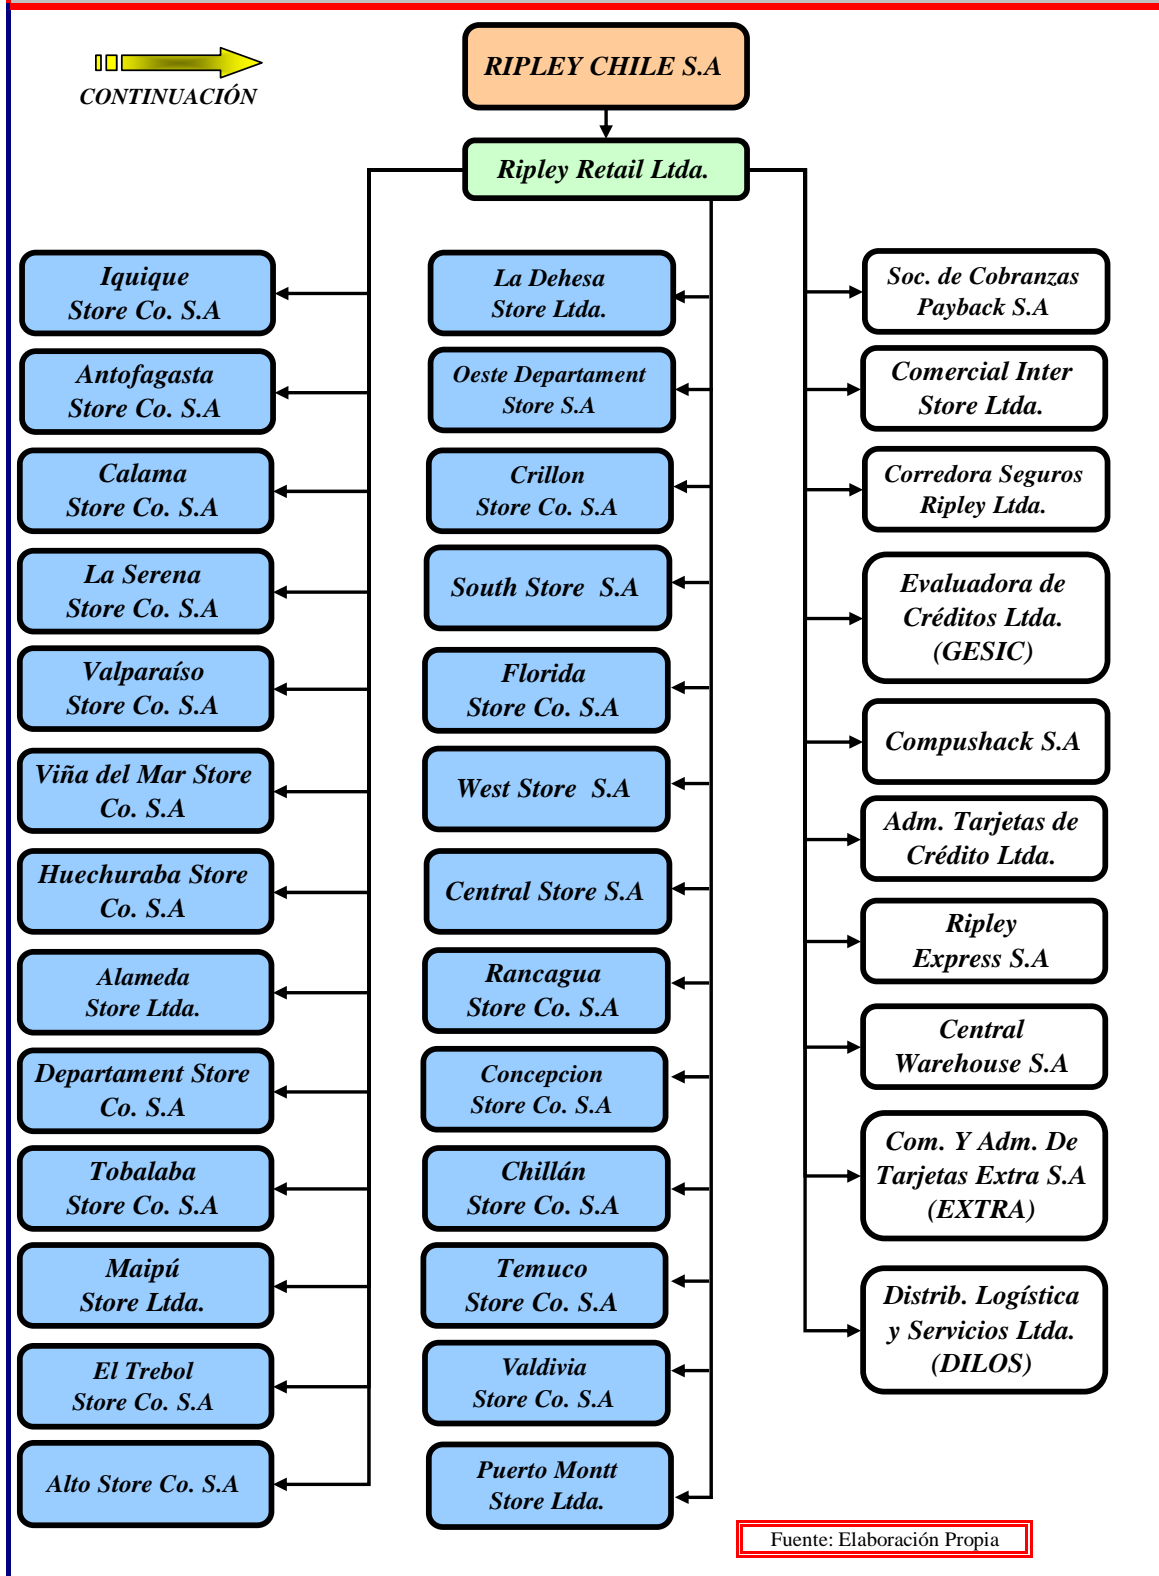 CONTINUACIÓN
RIPLEY CHILE S.A
Ripley Retail Ltda.
Iquique
Store Co. S.A
Antofagasta
Store Co. S.A
Calama
Store Co. S.A
La Serena
Store Co. S.A
Valparaíso
Store Co. S.A
Viña del Mar Store
Co. S.A
Huechuraba Store
Co. S.A
Alameda
Store Ltda.
Departament Store
Co. S.A
Tobalaba
Store Co. S.A
Maipú
Store Ltda.
El Trebol
Store Co. S.A
Alto Store Co. S.A
La Dehesa
Store Ltda.
Oeste Departament
Store S.A
Crillon
Store Co. S.A
South Store S.A
Florida
Store Co. S.A
West Store S.A
Central Store S.A
Rancagua
Store Co. S.A
Concepcion
Store Co. S.A
Chillán
Store Co. S.A
Temuco
Store Co. S.A
Valdivia
Store Co. S.A
Puerto Montt
Store Ltda.
Soc. de Cobranzas
Payback S.A
Comercial Inter
Store Ltda.
Corredora Seguros
Ripley Ltda.
Evaluadora de
Créditos Ltda.
(GESIC)
Compushack S.A
Adm. Tarjetas de
Crédito Ltda.
Ripley
Express S.A
Central
Warehouse S.A
Com. Y Adm. De
Tarjetas Extra S.A
(EXTRA)
Distrib. Logística
y Servicios Ltda.
(DILOS)
Fuente: Elaboración Propia